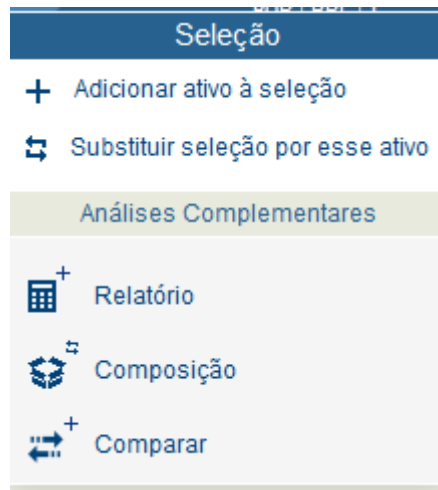 Seleção
Adicionar ativo à seleção
Substituir seleção por esse ativo
Análises Complementares
Relatório
Composição
Comparar